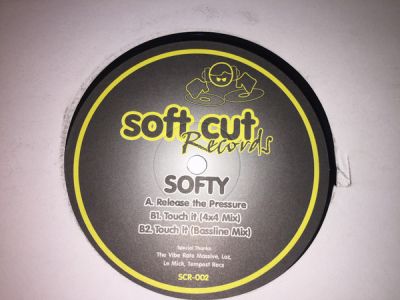 soft cut
Records
SOFTY
A. Release the Pressure
B1. Touch it (4x4 Mix)
B2. Touch it (Bassline Mix)
Special Thanks
The Vibe Rate Massive, Laz,
Le Mick, Tempest Recs
SCR-002